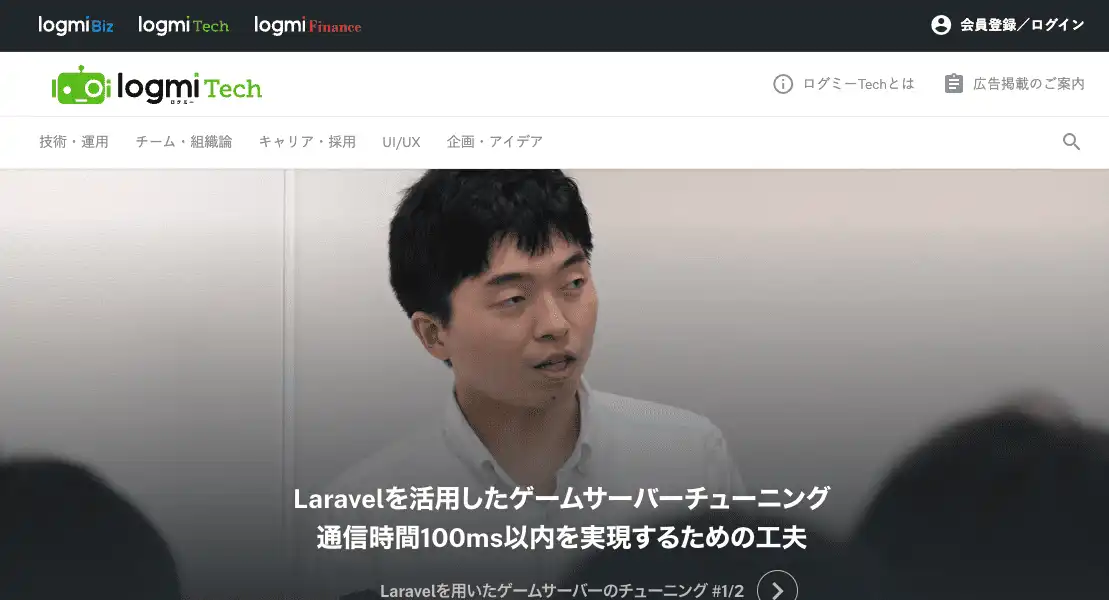 logmi Biz logmi Tech logmi Finance 会員登録／ログイン
logmi Tech
ログミー
ログミーTechとは 広告掲載のご案内
技術・運用 チーム・組織論 キャリア・採用 UI/UX 企画・アイデア
Laravelを活用したゲームサーバーチューニング
通信時間100ms以内を実現するための工夫
Laravelを用いたゲームサーバーのチューニング #1/2